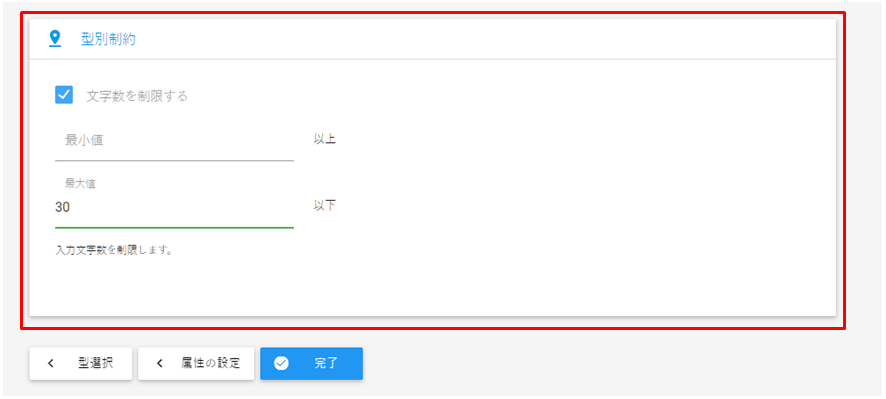 型別制約
文字数を制限する
最小値 以上
最大値
30 以下
入力文字数を制限します。
型選択 属性の設定 完了